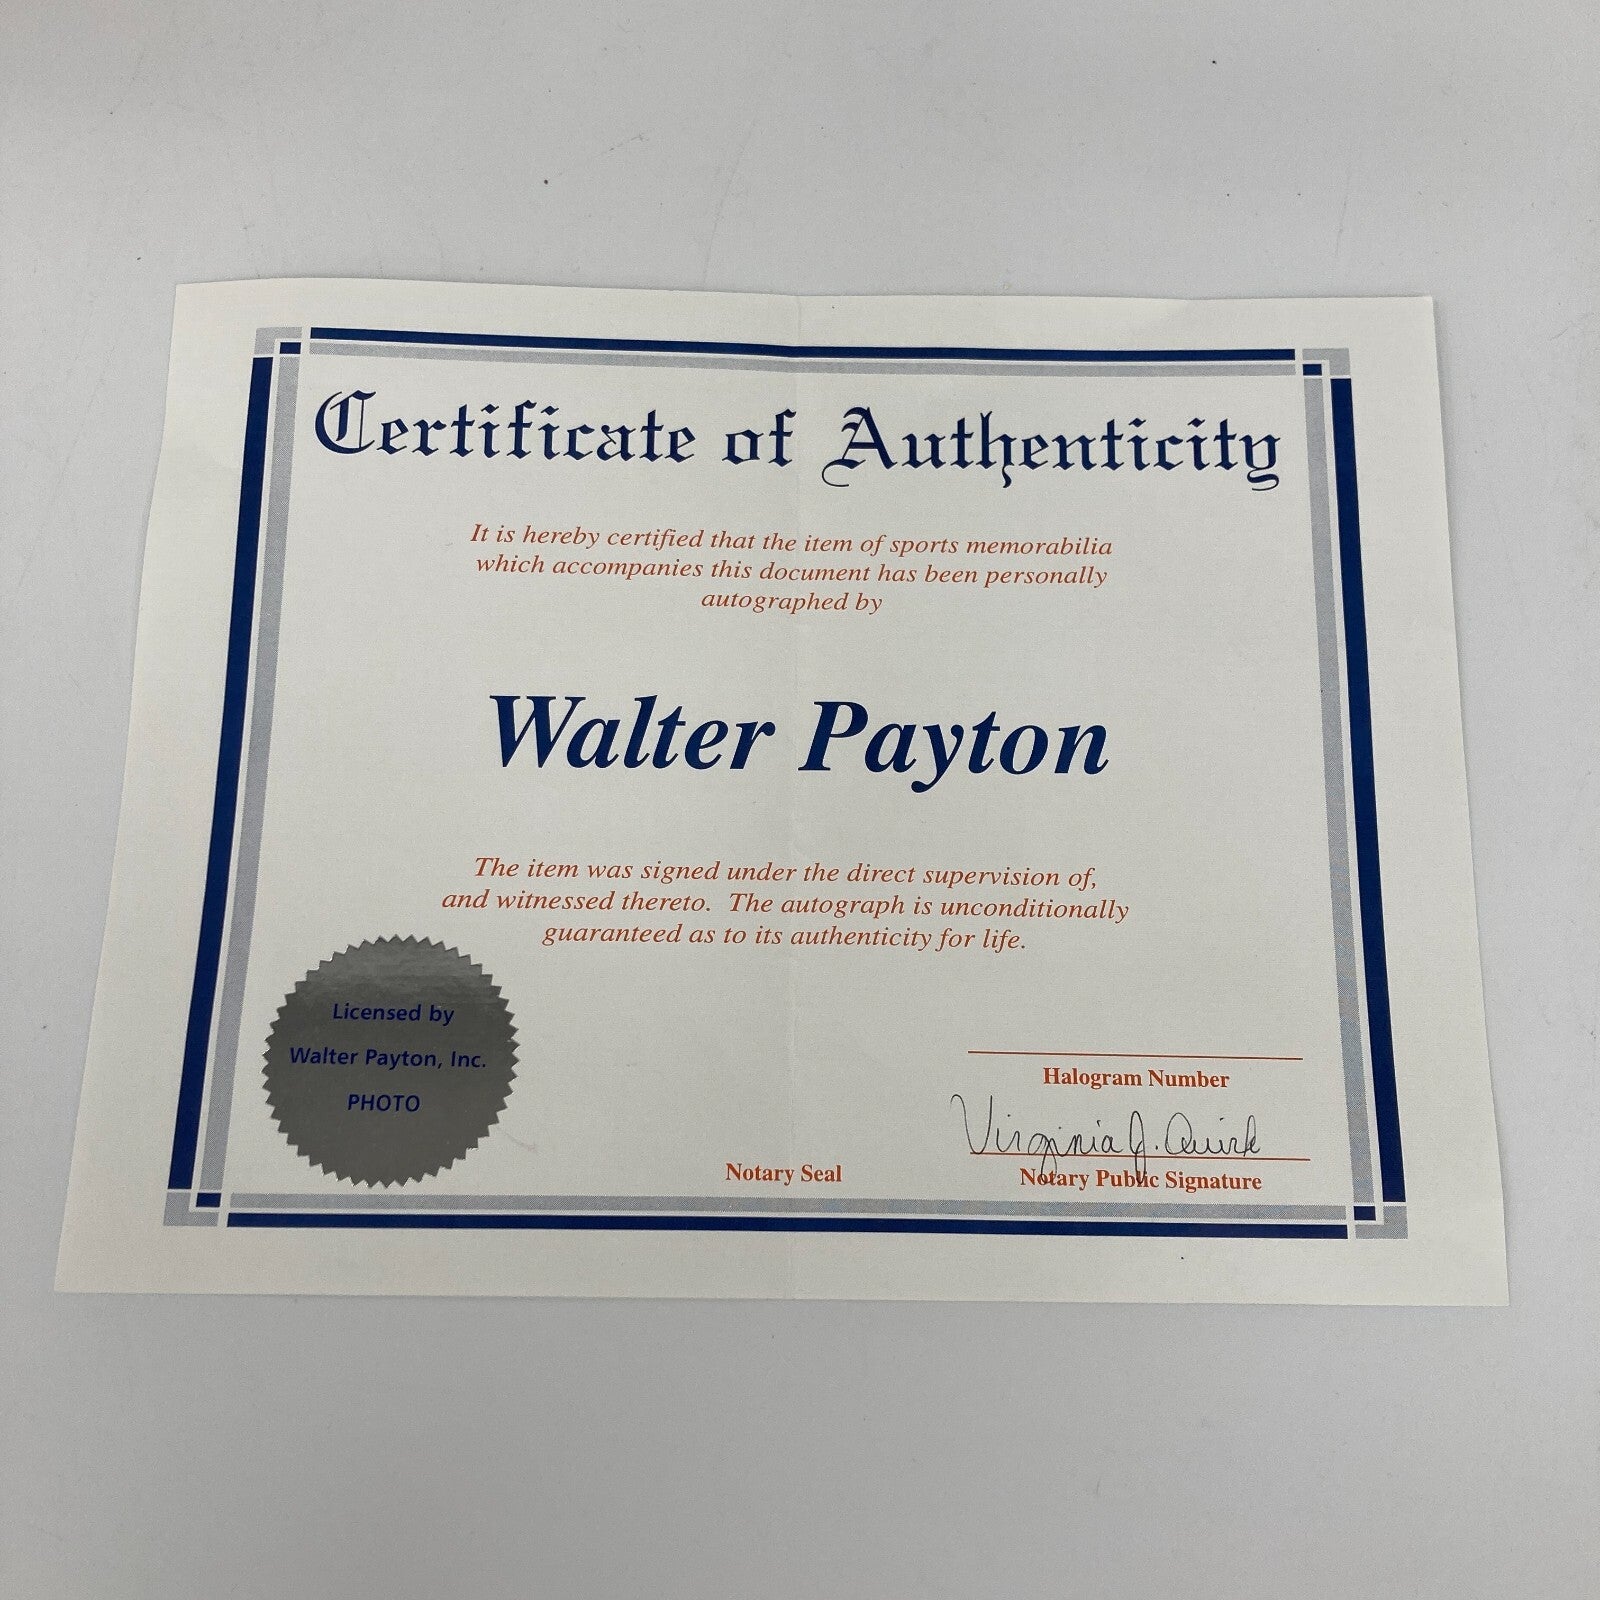 Certificate of Authenticity
It is hereby certified that the item of sports memorabilia
which accompanies this document has been personally
autographed by
Walter Payton
The item was signed under the direct supervision of,
and witnessed thereto. The autograph is unconditionally
guaranteed as to its authenticity for life.
Licensed by
Walter Payton, Inc.
PHOTO
Halogram Number
Virginia J. Quirk
Notary Seal
Notary Public Signature